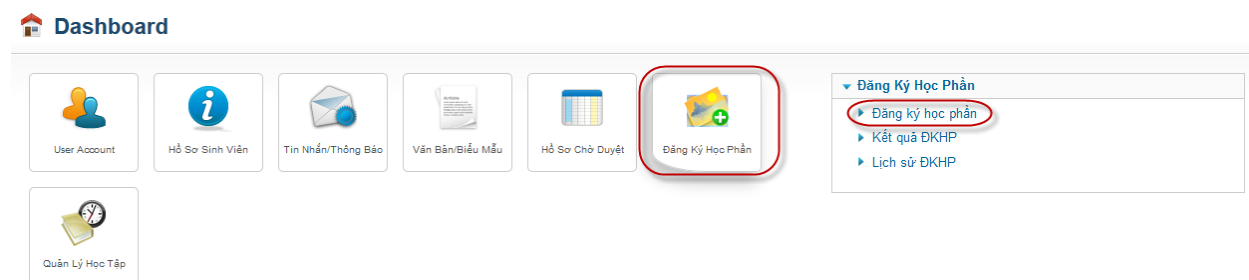 Dashboard
User Account
Hồ Sơ Sinh Viên
Tin Nhắn/Thông Báo
Văn Bản/Biểu Mẫu
Hồ Sơ Chờ Duyệt
Đăng Ký Học Phần
Quản Lý Học Tập
Đăng Ký Học Phần
Đăng ký học phần
Kết quả ĐKHP
Lịch sử ĐKHP